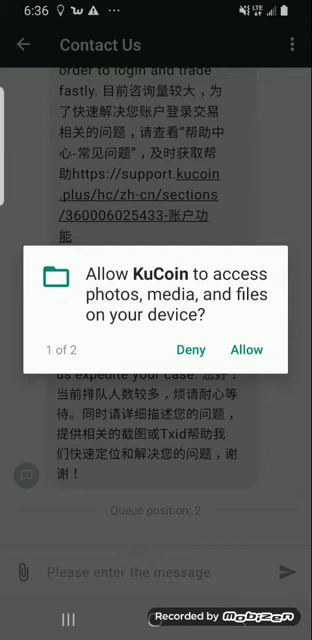 6:36
LTE
Contact Us
order to login and trade
fastly. 目前咨询量较大，为
了快速解决您账户登录交易
相关的问题，请查看“帮助中
心-常见问题”，及时获取帮
助https://support.kucoin
.plus/hc/zh-cn/sections
/360006025433-账户功
能
Allow KuCoin to access
photos, media, and files
on your device?
1 of 2
Deny
Allow
us expedite your case. 您好！
当前排队人数较多，烦请耐心等
待。同时请详细描述您的问题，
提供相关的截图或Txid帮助我
们快速定位和解决您的问题，谢
谢！
Queue position: 2
Please enter the message
Recorded by MOBIZEN